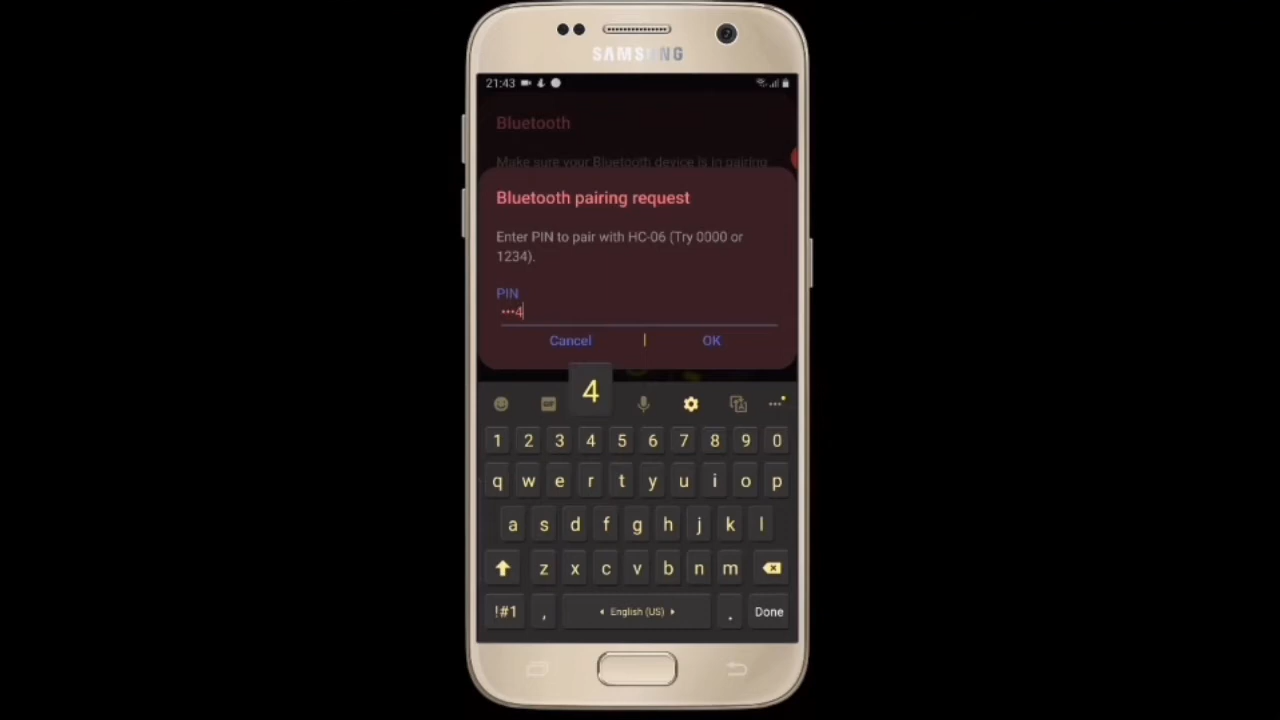 SAMSUNG
21:43
Bluetooth
Make sure your Bluetooth device is in pairing
Bluetooth pairing request
Enter PIN to pair with HC-06 (Try 0000 or
1234).
PIN
•••4
Cancel | OK
4
GIF
1 2 3 4 5 6 7 8 9 0
q w e r t y u i o p
a s d f g h j k l
z x c v b n m
!#1 , English (US) . Done